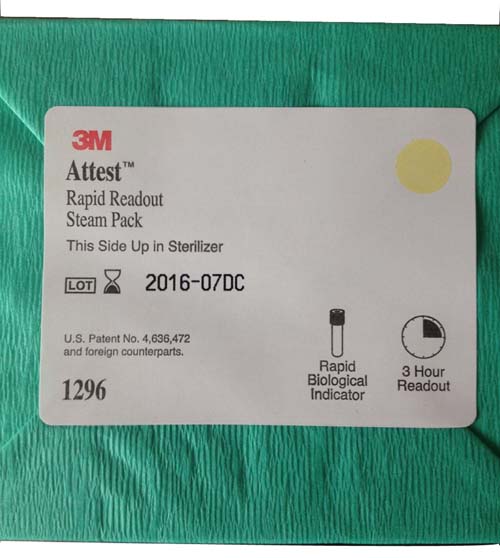 3M
Attest™
Rapid Readout
Steam Pack
This Side Up in Sterilizer
LOT 2016-07DC
U.S. Patent No. 4,636,472
and foreign counterparts.
1296
Rapid
Biological
Indicator
3 Hour
Readout